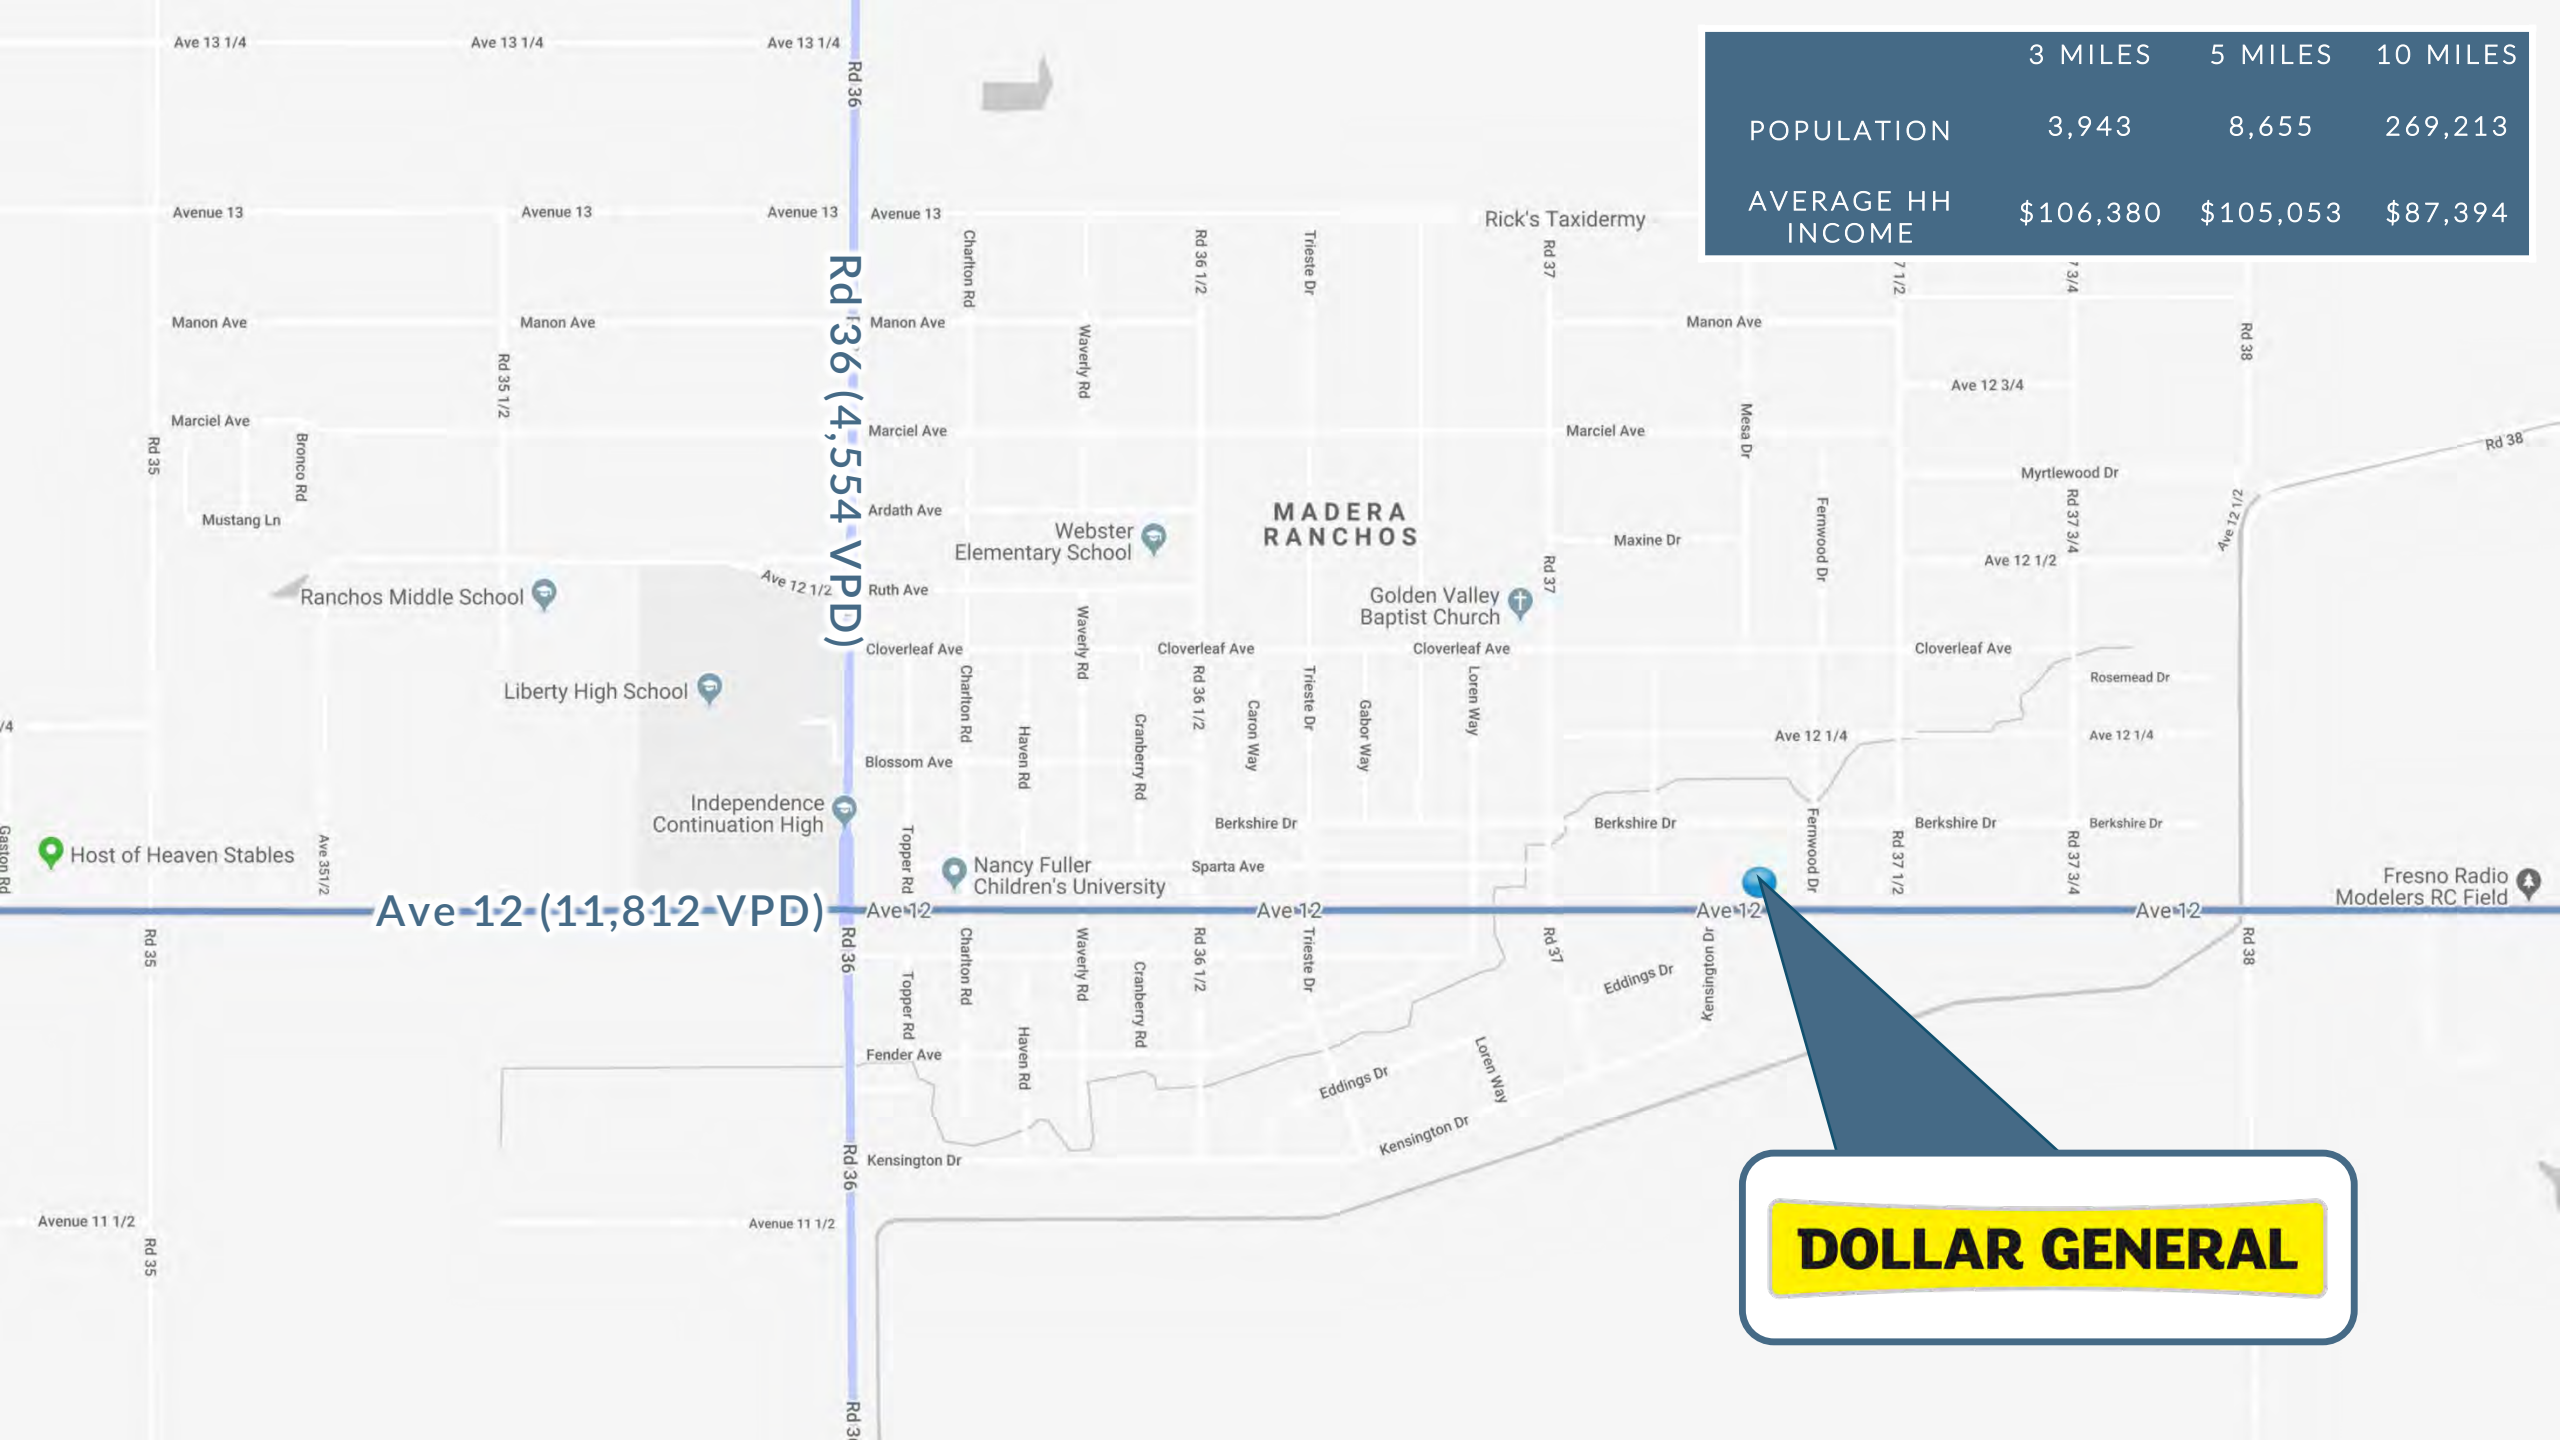 Ave 13 1/4
Ave 13 1/4
Ave 13 1/4
Rd 36
3 MILES 5 MILES 10 MILES
POPULATION 3,943 8,655 269,213
AVERAGE HH
INCOME
$106,380 $105,053 $87,394
Avenue 13
Avenue 13
Avenue 13
Avenue 13
Rick's Taxidermy
Charlton Rd
Rd 36 1/2
Trieste Dr
Rd 37
7 1/2
7 3/4
Rd 36 (4,554 VPD)
Manon Ave
Manon Ave
Manon Ave
Manon Ave
Waverly Rd
Rd 38
Rd 35 1/2
Ave 12 3/4
Marciel Ave
Marciel Ave
Marciel Ave
Mesa Dr
Rd 38
Rd 35
Bronco Rd
Myrtlewood Dr
Mustang Ln
Ardath Ave
Webster
Elementary School
MADERA
RANCHOS
Maxine Dr
Fernwood Dr
Rd 37 3/4
Ave 12 1/2
Ave 12 1/2
Ranchos Middle School
Ave 12 1/2
Ruth Ave
Golden Valley
Baptist Church
Rd 37
Waverly Rd
Cloverleaf Ave
Cloverleaf Ave
Cloverleaf Ave
Cloverleaf Ave
Liberty High School
Charlton Rd
Rd 36 1/2
Trieste Dr
Loren Way
Rosemead Dr
/4
Haven Rd
Cranberry Rd
Caron Way
Gabor Way
Ave 12 1/4
Ave 12 1/4
Blossom Ave
Independence
Continuation High
Berkshire Dr
Berkshire Dr
Berkshire Dr
Berkshire Dr
Gaston Rd
Host of Heaven Stables
Ave 351/2
Topper Rd
Nancy Fuller
Children's University
Sparta Ave
Fernwood Dr
Rd 37 1/2
Rd 37 3/4
Fresno Radio
Modelers RC Field
Ave 12 (11,812 VPD)
Ave 12
Ave 12
Ave 12
Ave 12
Rd 35
Rd 36
Topper Rd
Charlton Rd
Waverly Rd
Cranberry Rd
Rd 36 1/2
Trieste Dr
Rd 37
Eddings Dr
Kensington Dr
Rd 38
Fender Ave
Haven Rd
Eddings Dr
Loren Way
Kensington Dr
Rd 36
Kensington Dr
Avenue 11 1/2
Avenue 11 1/2
Rd 35
DOLLAR GENERAL
Rd 36